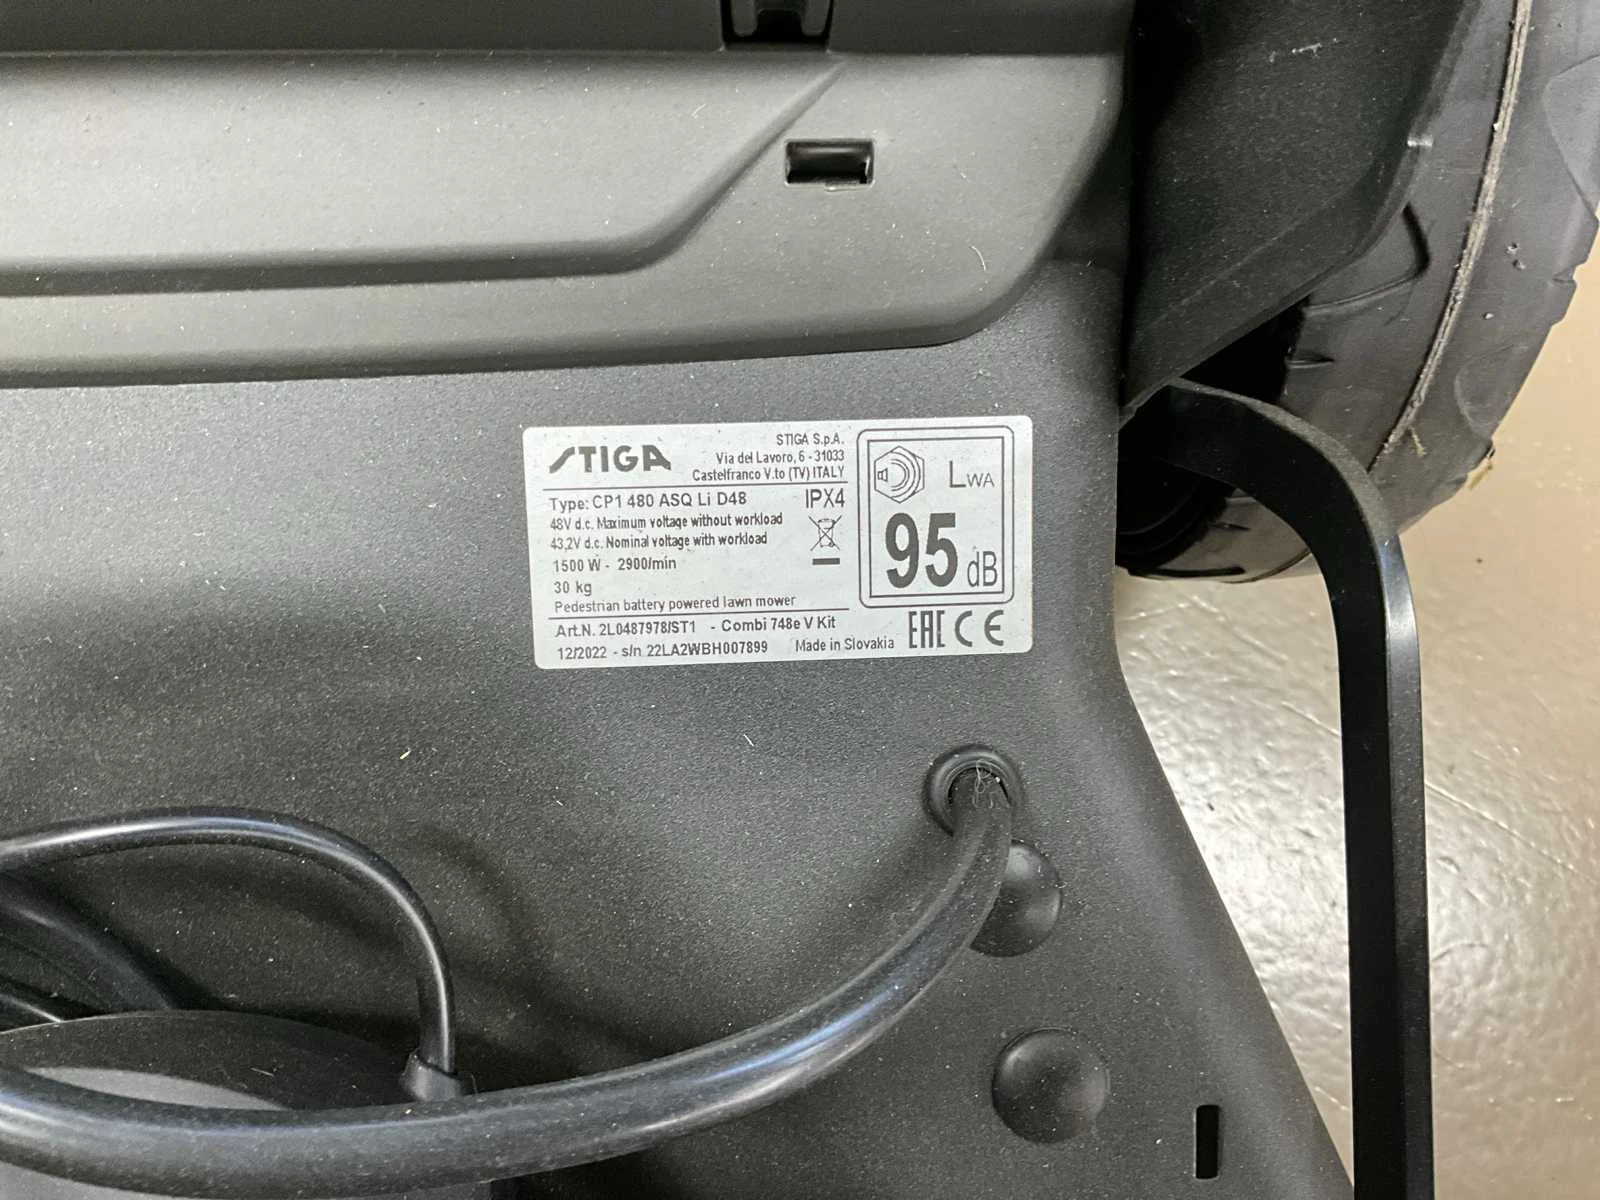 STIGA
STIGA S.p.A.
Via del Lavoro, 6 - 31033
Castelfranco V.to (TV) ITALY
Type: CP1 480 ASQ Li D48
IPX4
48V d.c. Maximum voltage without workload
43,2V d.c. Nominal voltage with workload
1500 W - 2900/min
30 kg
Pedestrian battery powered lawn mower
LWA
95 dB
Art.N. 2L0487978/ST1 - Combi 748e V Kit
12/2022 - s/n 22LA2WBH007899 Made in Slovakia
EAC CE